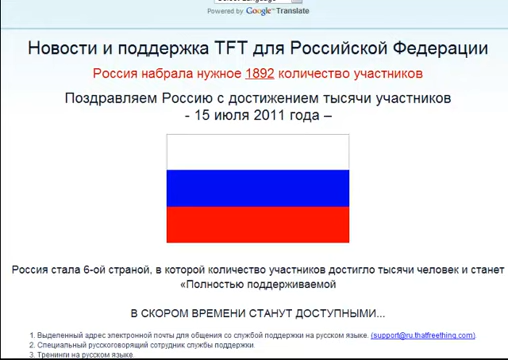 Powered by Google Translate
Новости и поддержка TFT для Российской Федерации
Россия набрала нужное 1892 количество участников
Поздравляем Россию с достижением тысячи участников
- 15 июля 2011 года –
Россия стала 6-ой страной, в которой количество участников достигло тысячи человек и станет
«Полностью поддерживаемой
В СКОРОМ ВРЕМЕНИ СТАНУТ ДОСТУПНЫМИ...
1. Выделенный адрес электронной почты для общения со службой поддержки на русском языке. (support@ru.thatfreething.com).
2. Специальный русскоговорящий сотрудник службы поддержки
3. Тренинги на русском языке.